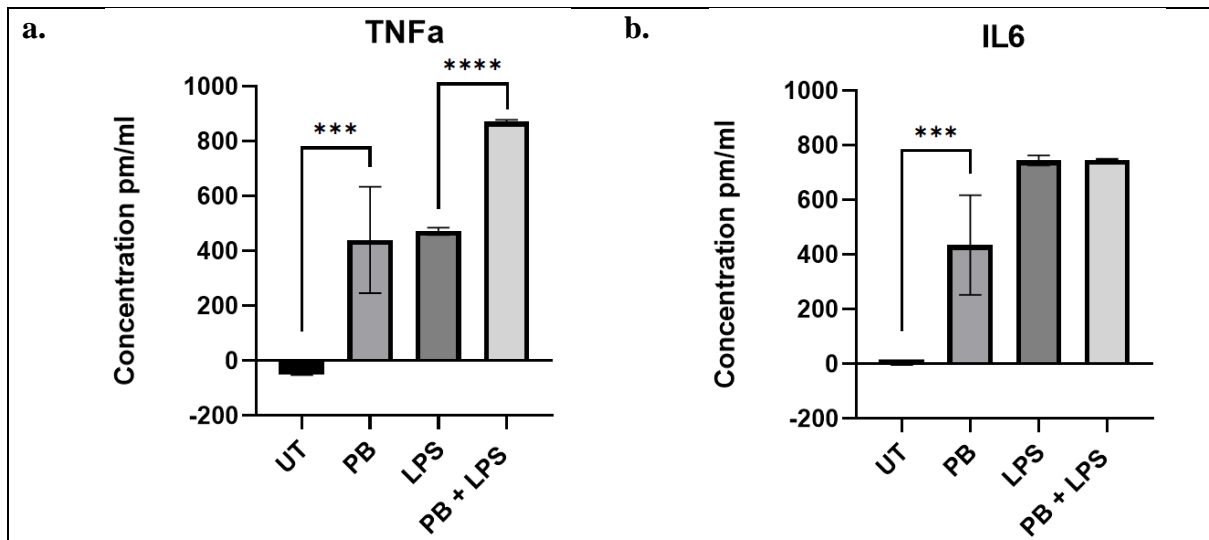 a.
TNFa
Concentration pm/ml
1000
800
600
400
200
0
-200
***
****
UT
PB
LPS
PB + LPS
b.
IL6
Concentration pm/ml
1000
800
600
400
200
0
-200
***
UT
PB
LPS
PB + LPS